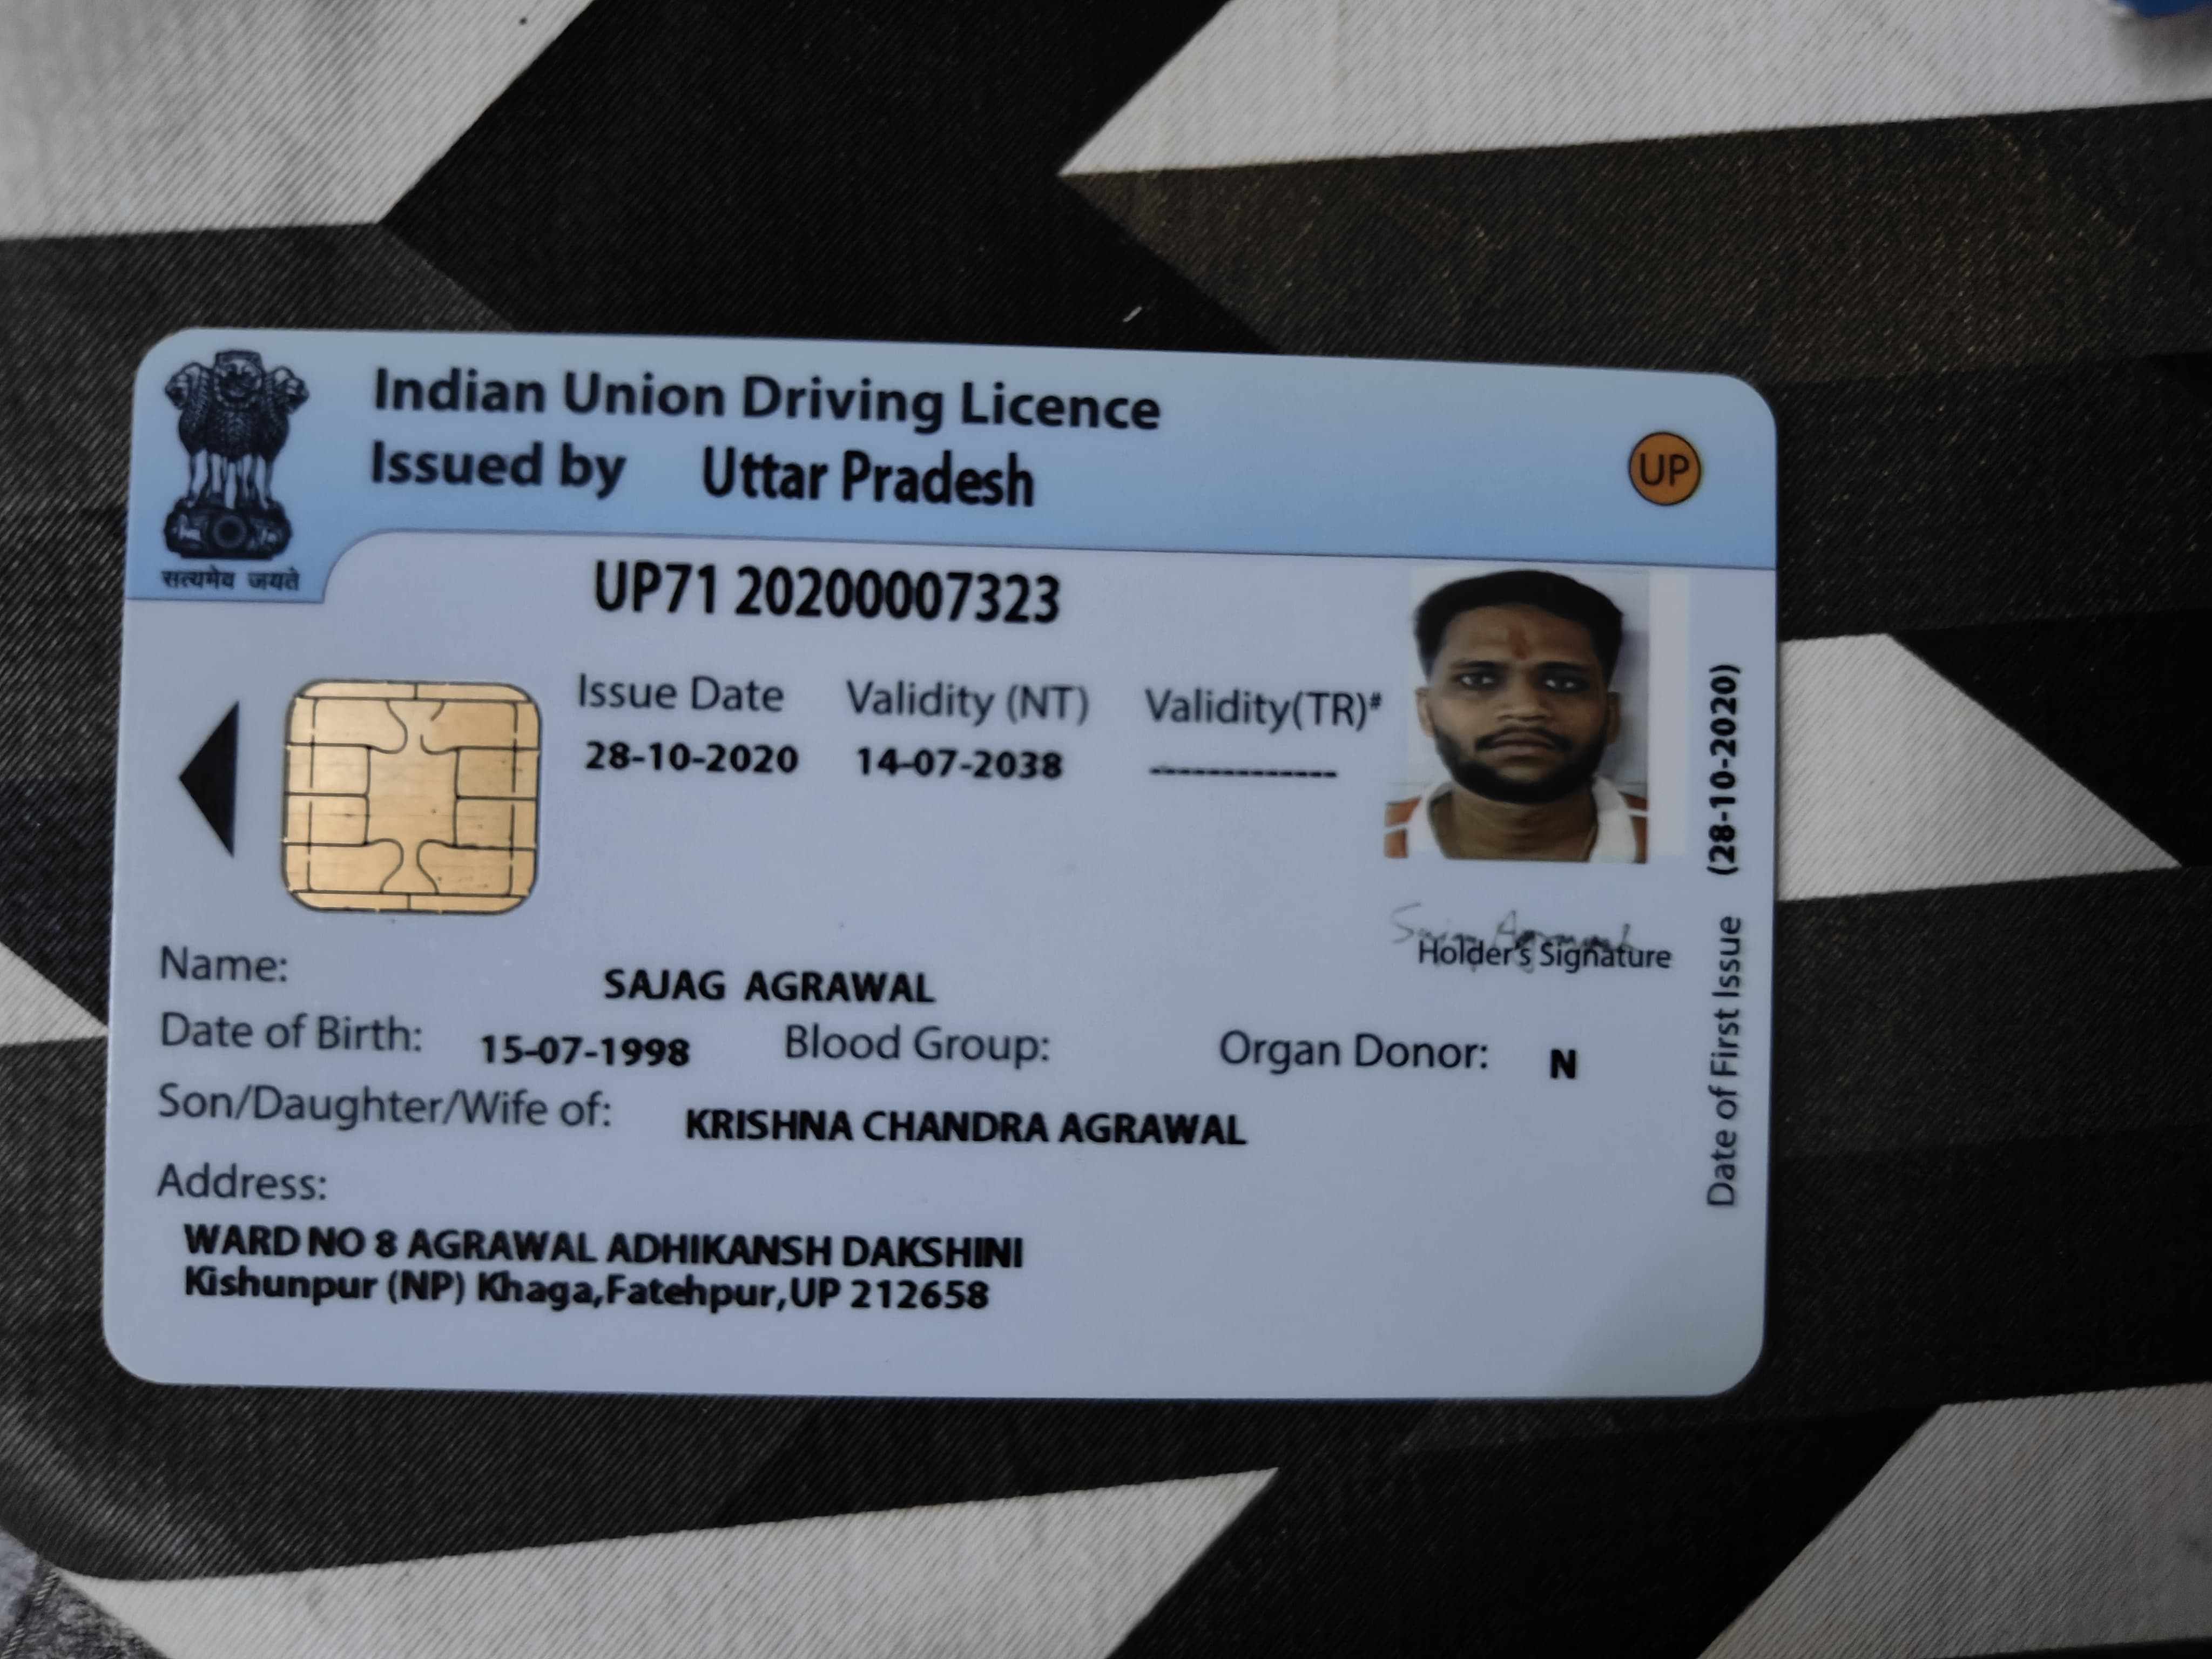 Indian Union Driving Licence
Issued by Uttar Pradesh
UP
सत्यमेव जयते
UP71 20200007323
Issue Date Validity (NT) Validity(TR)#
28-10-2020 14-07-2038 -------------
Sajag Agrawal
Holder's Signature
Name: SAJAG AGRAWAL
Date of Birth: 15-07-1998 Blood Group: Organ Donor: N
Son/Daughter/Wife of: KRISHNA CHANDRA AGRAWAL
Address:
WARD NO 8 AGRAWAL ADHIKANSH DAKSHINI
Kishunpur (NP) Khaga,Fatehpur,UP 212658
Date of First Issue (28-10-2020)